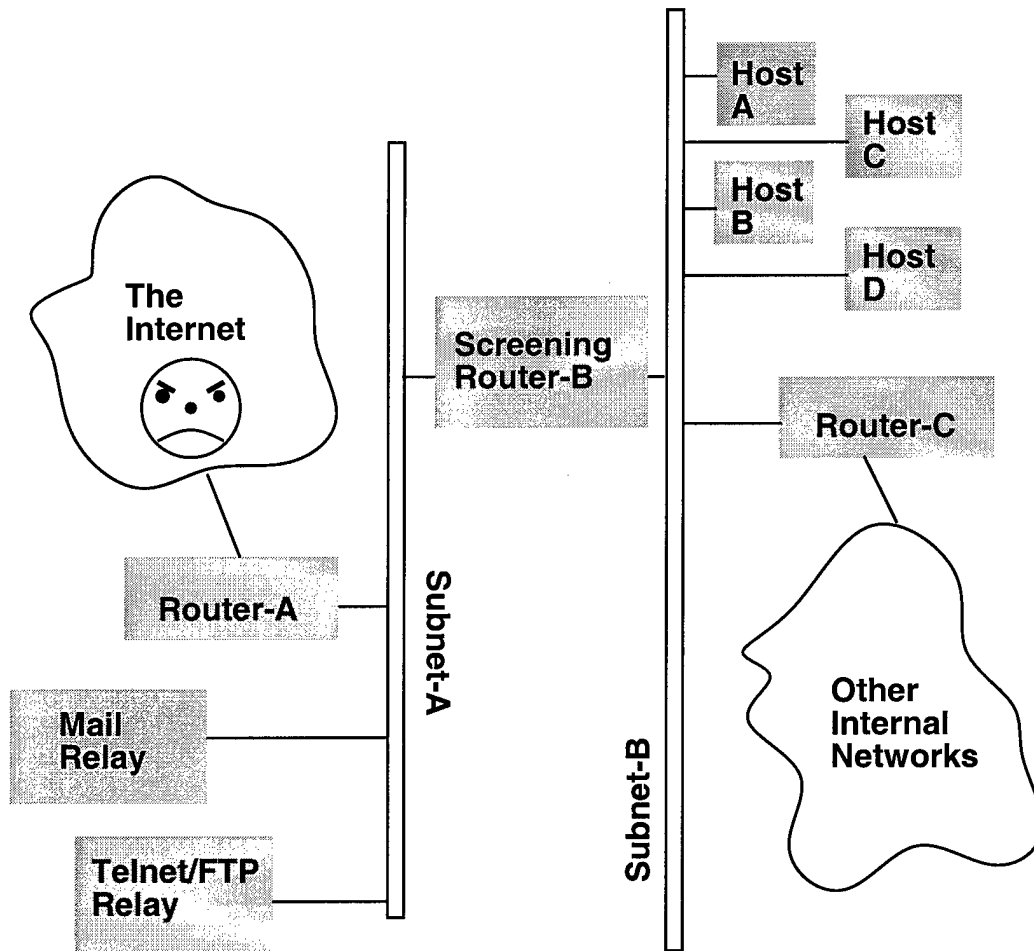 Host
A
Host
C
Host
B
Host
D
The
Internet
Screening
Router-B
Router-C
Router-A
Subnet-A
Mail
Relay
Other
Internal
Networks
Subnet-B
Telnet/FTP
Relay